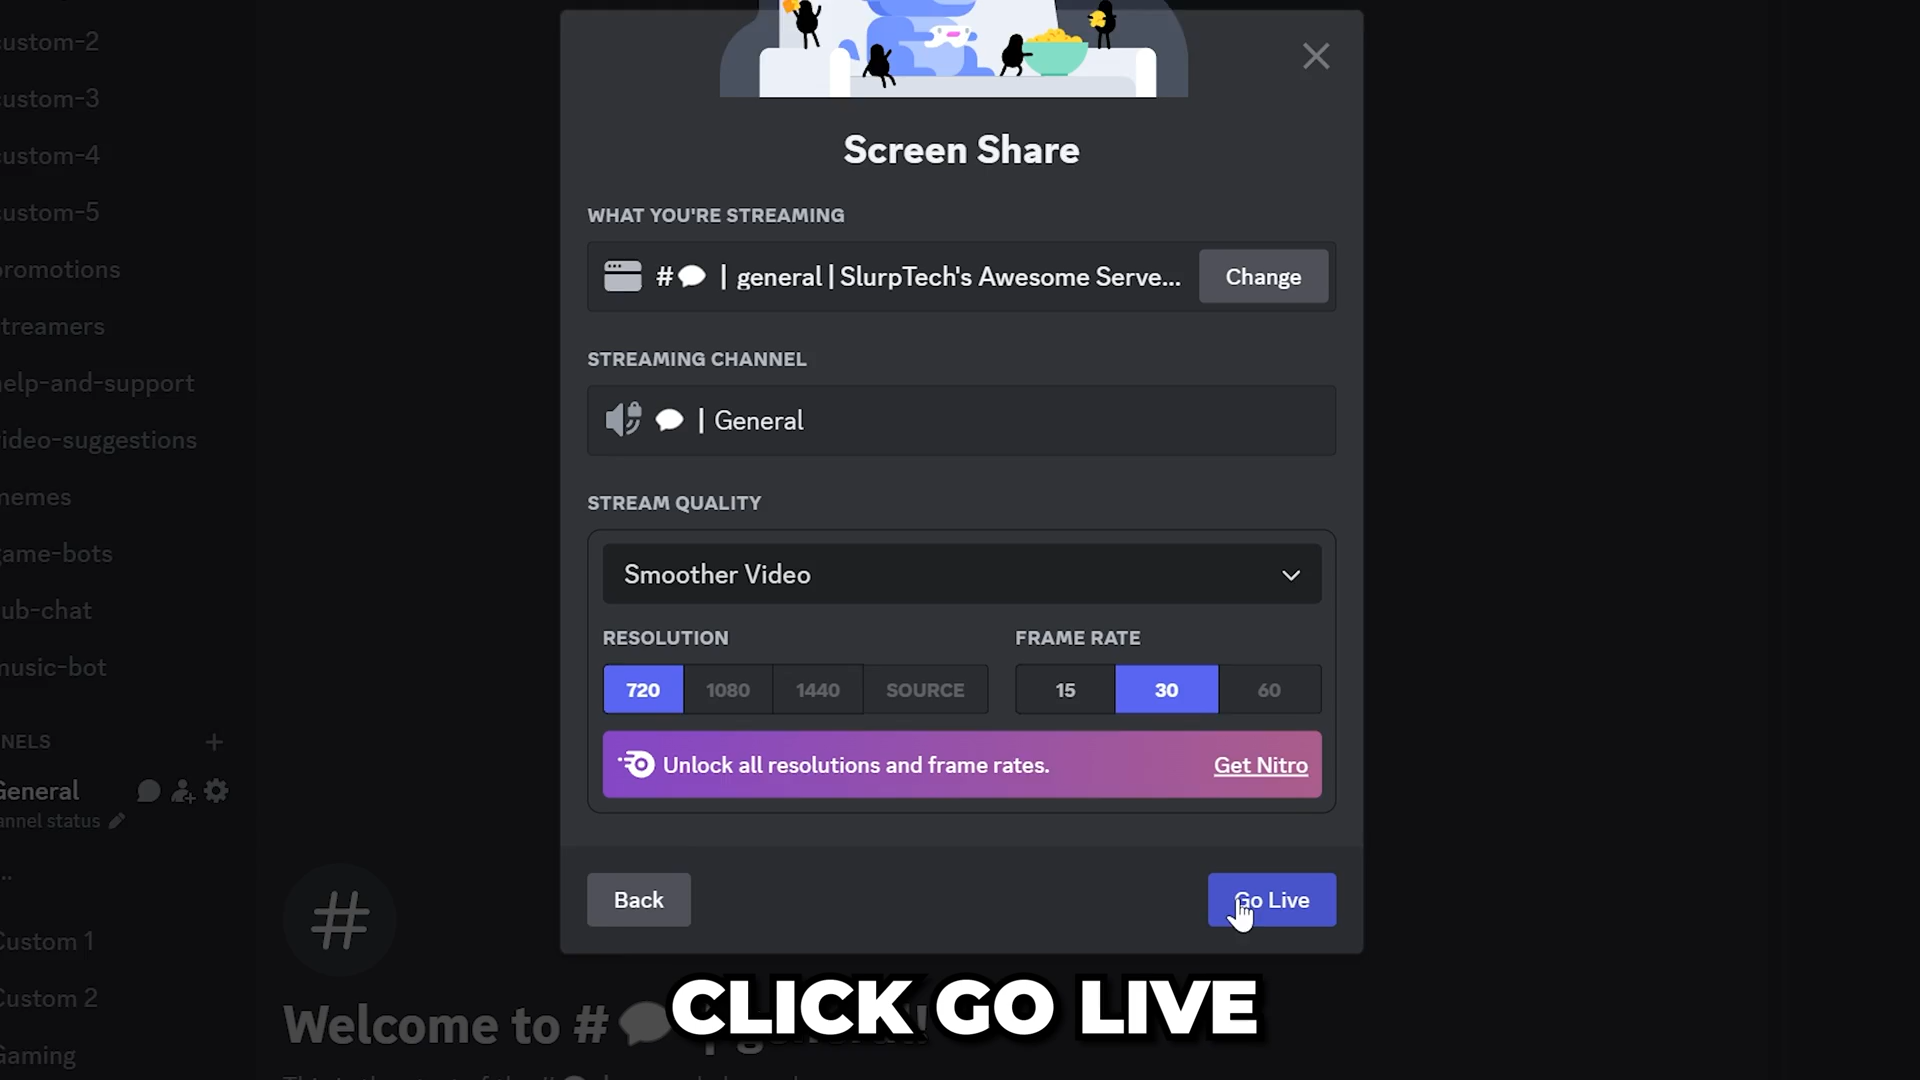 ustom-2
ustom-3
ustom-4
ustom-5
romotions
treamers
elp-and-support
ideo-suggestions
emes
ame-bots
ub-chat
usic-bot
NELS
General
annel status
Custom 1
Custom 2
Gaming
Screen Share
WHAT YOU'RE STREAMING
# | general | SlurpTech's Awesome Serve...
Change
STREAMING CHANNEL
| General
STREAM QUALITY
Smoother Video
RESOLUTION
FRAME RATE
720 1080 1440 SOURCE
15 30 60
Unlock all resolutions and frame rates.
Get Nitro
Back
Go Live
Welcome to #
CLICK GO LIVE